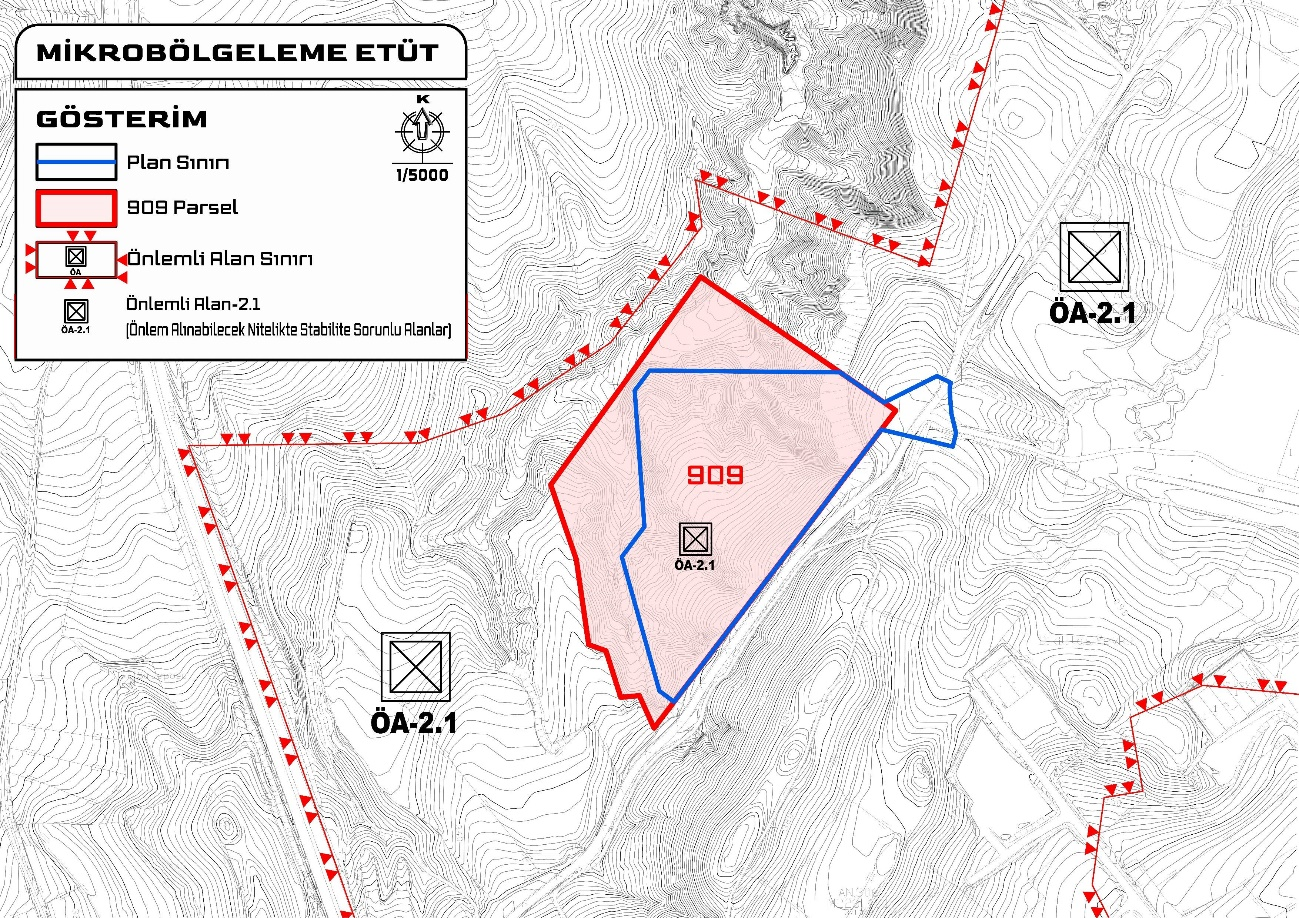 MİKROBÖLGELEME ETÜT
GÖSTERİM
K
1/5000
Plan Sınırı
909 Parsel
ÖA
Önlemli Alan Sınırı
ÖA-2.1
Önlemli Alan-2.1
(Önlem Alınabilecek Nitelikte Stabilite Sorunlu Alanlar)
ÖA-2.1
909
ÖA-2.1
ÖA-2.1